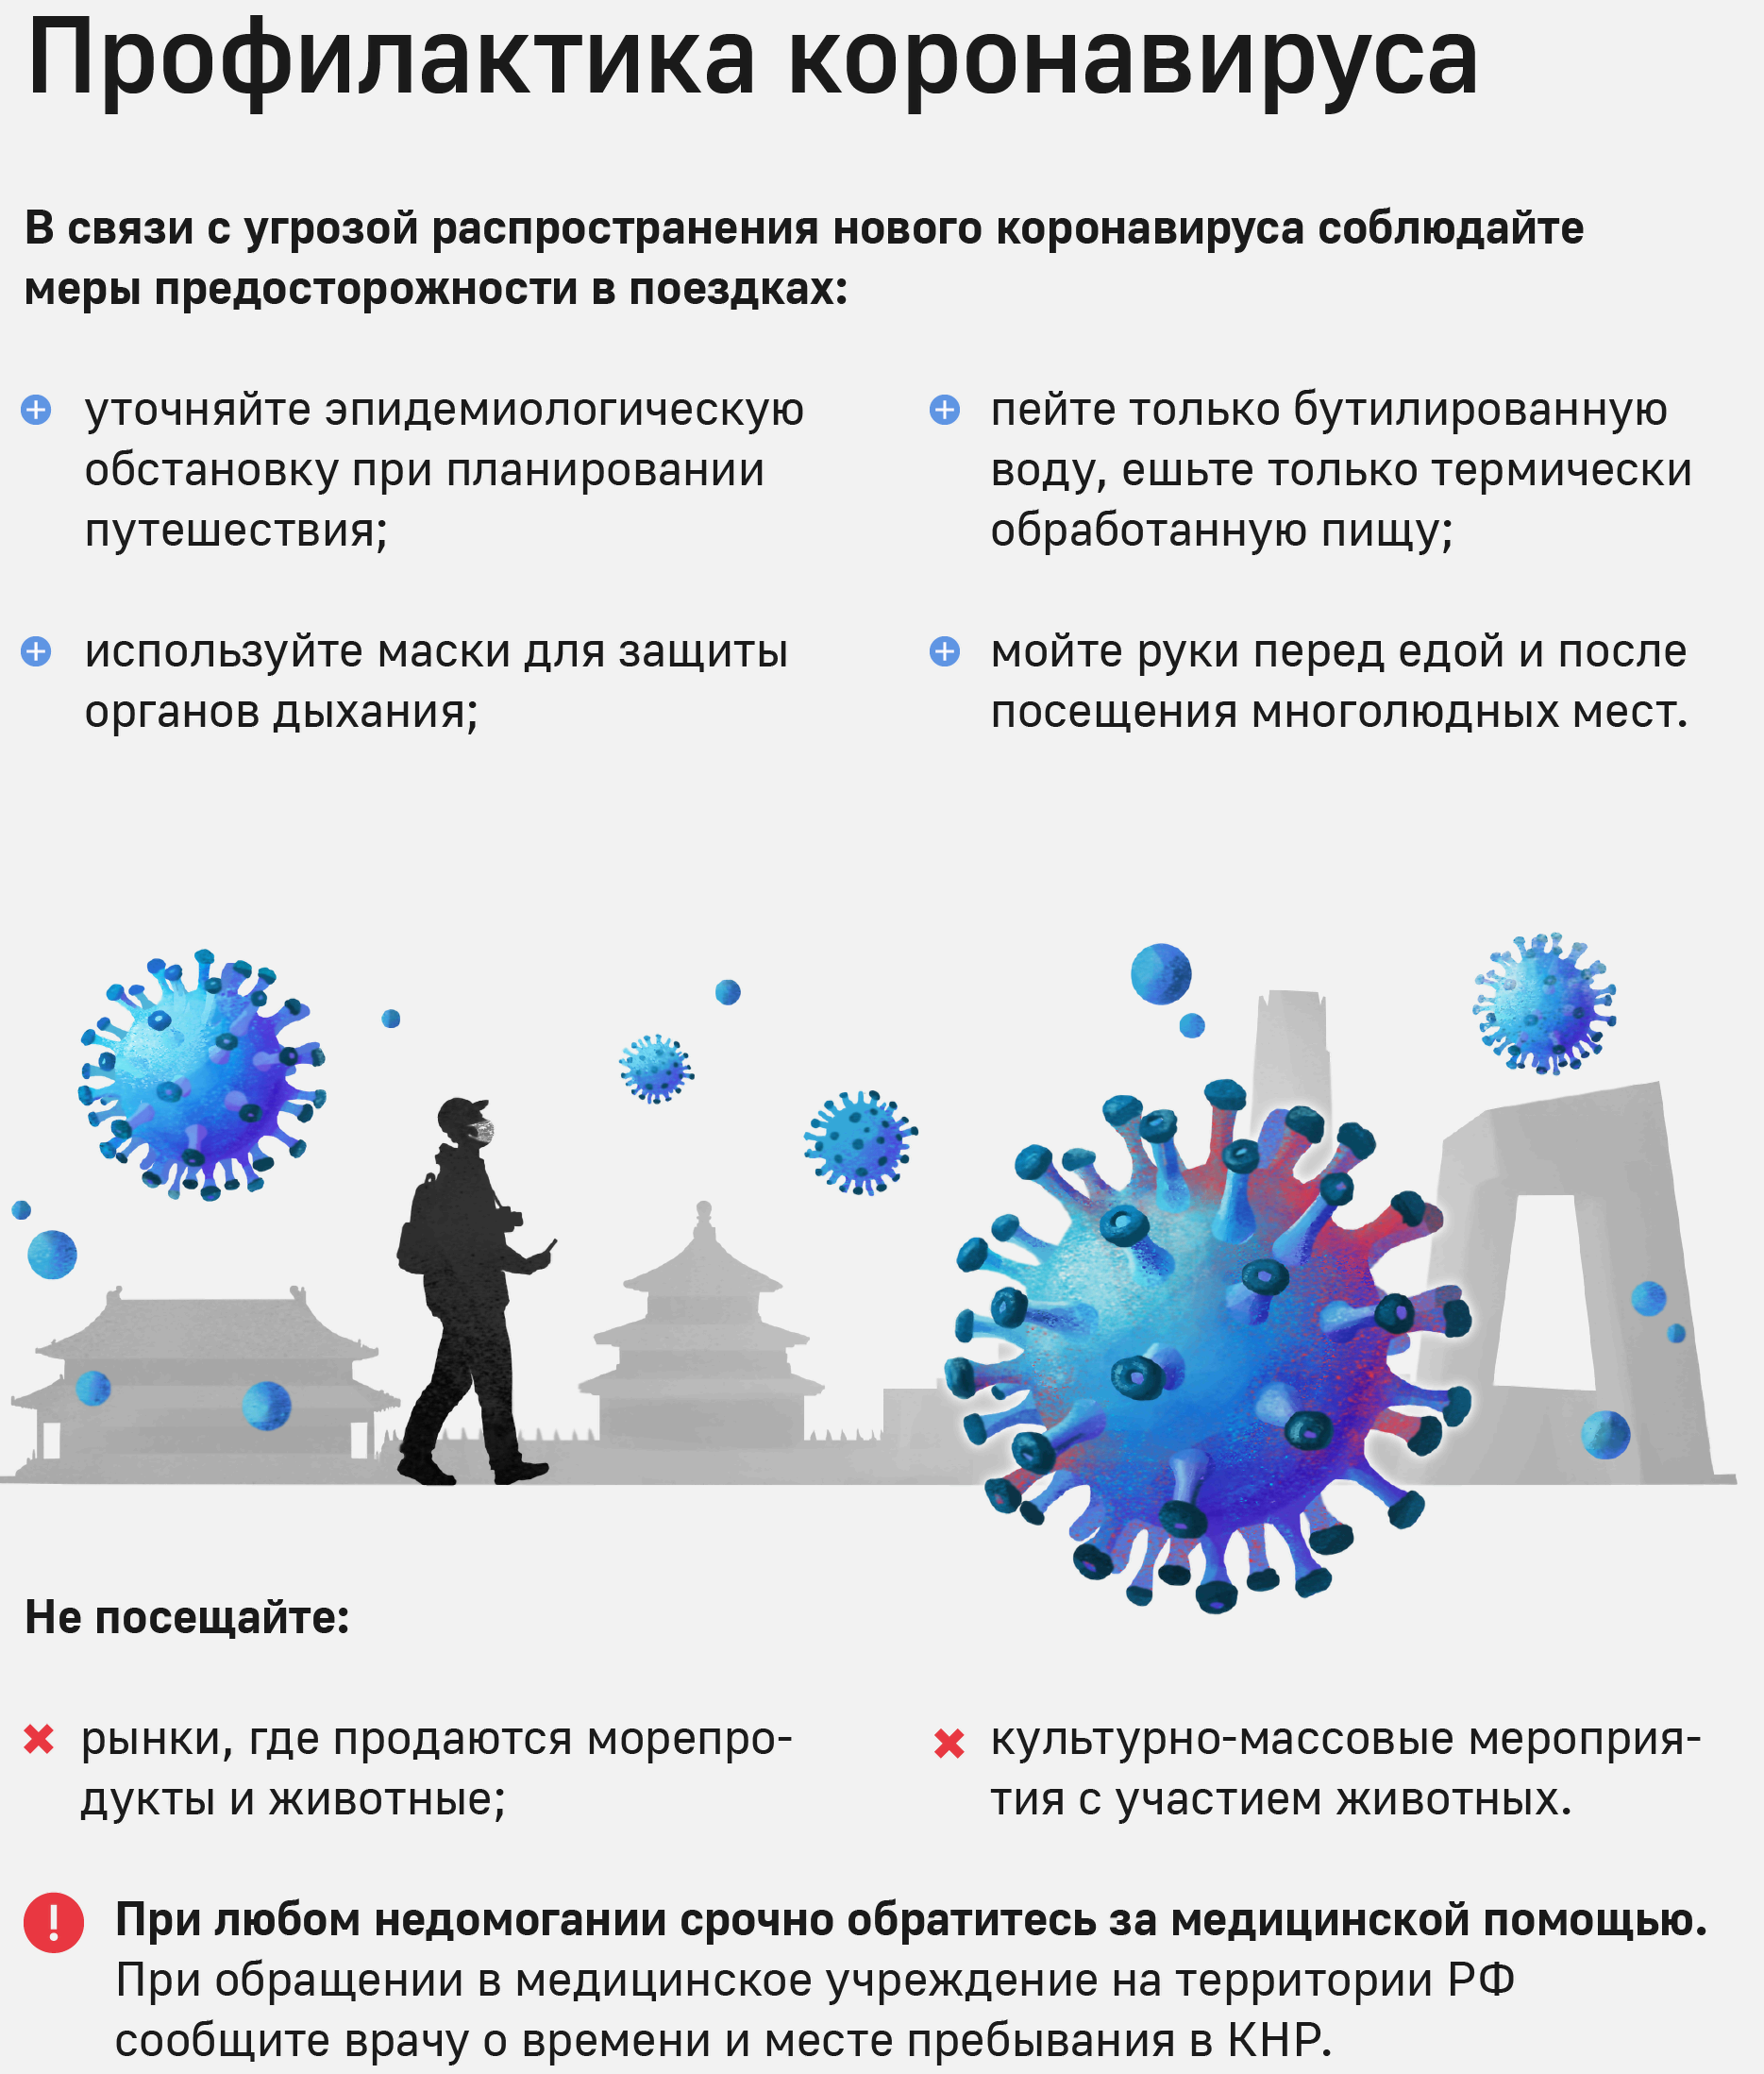 Профилактика коронавируса
В связи с угрозой распространения нового коронавируса соблюдайте
меры предосторожности в поездках:
уточняйте эпидемиологическую
обстановку при планировании
путешествия;
используйте маски для защиты
органов дыхания;
пейте только бутилированную
воду, ешьте только термически
обработанную пищу;
мойте руки перед едой и после
посещения многолюдных мест.
Не посещайте:
рынки, где продаются морепро-
дукты и животные;
культурно-массовые мероприя-
тия с участием животных.
При любом недомогании срочно обратитесь за медицинской помощью.
При обращении в медицинское учреждение на территории РФ
сообщите врачу о времени и месте пребывания в КНР.